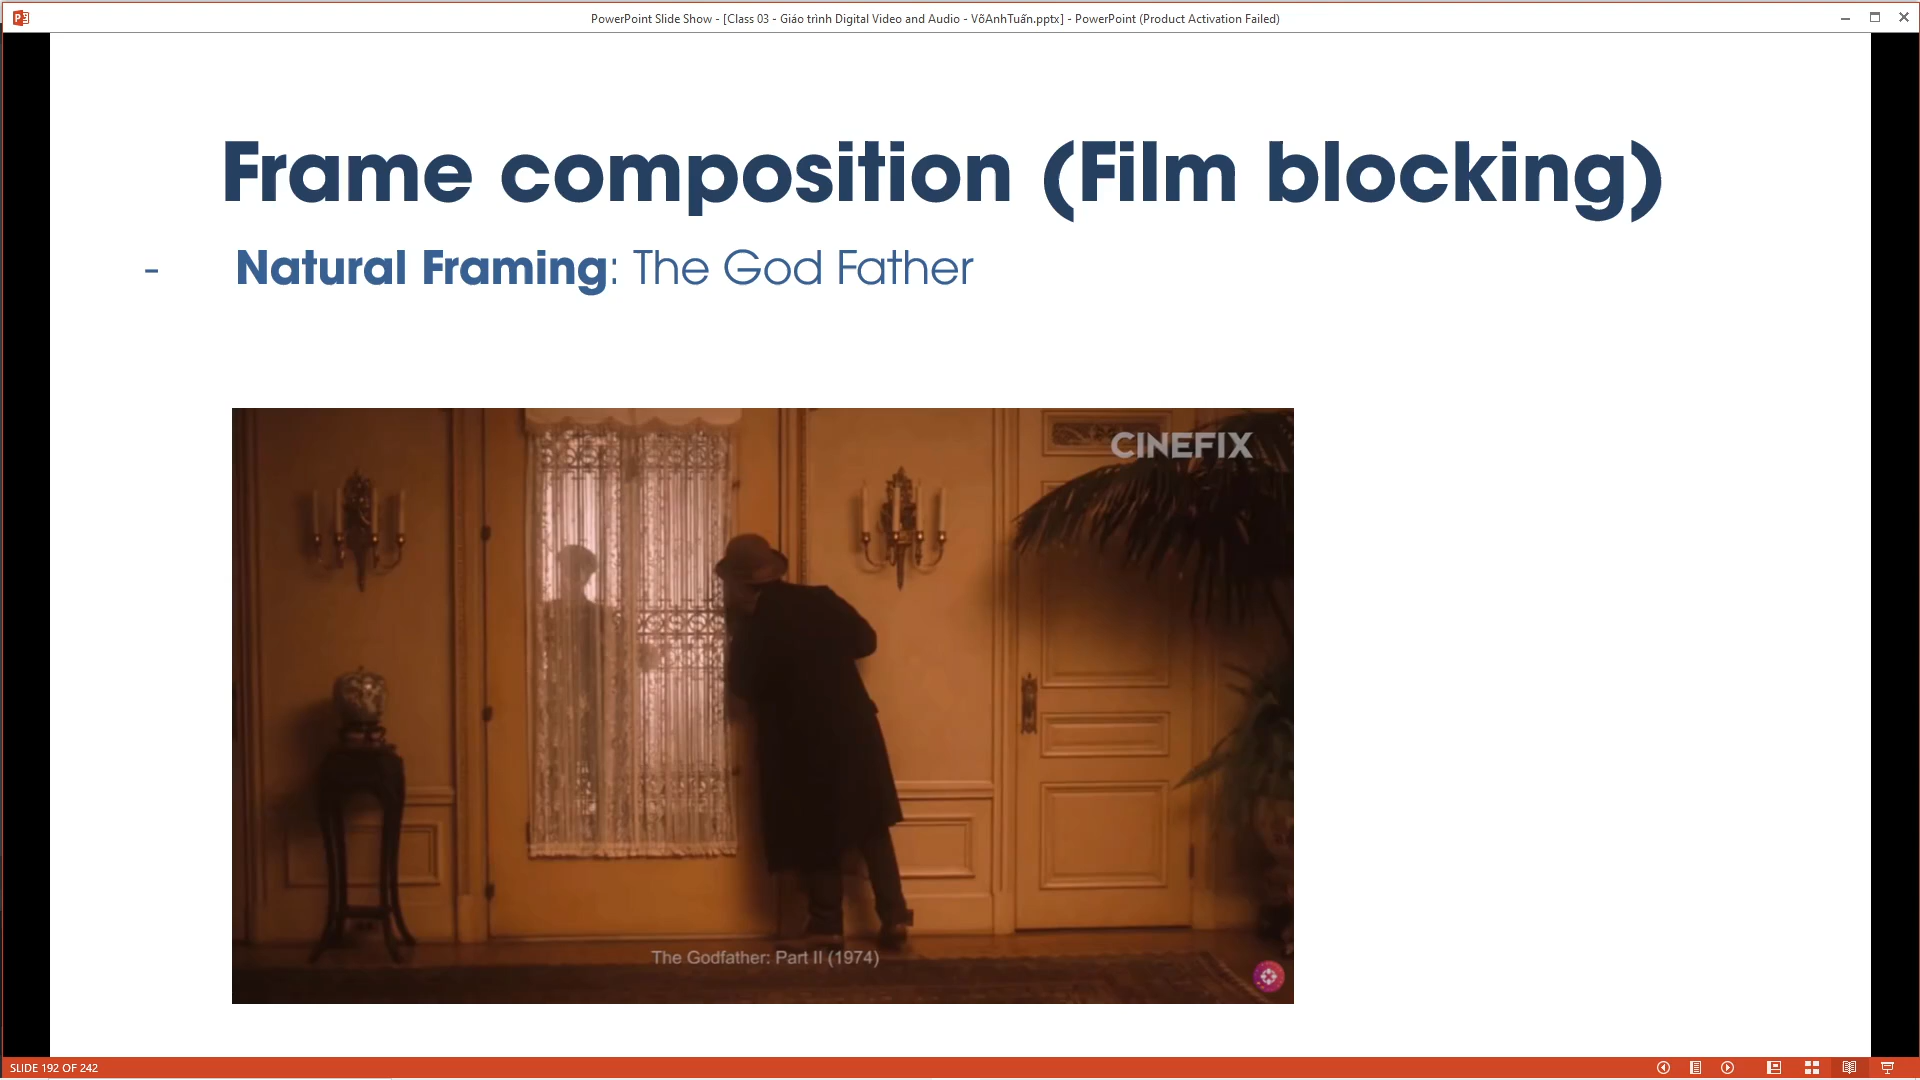 PowerPoint Slide Show - [Class 03 - Giáo trình Digital Video and Audio - VõAnhTuấn.pptx] - PowerPoint (Product Activation Failed)
Frame composition (Film blocking)
- Natural Framing: The God Father
CINEFIX
The Godfather: Part II (1974)
SLIDE 192 OF 242